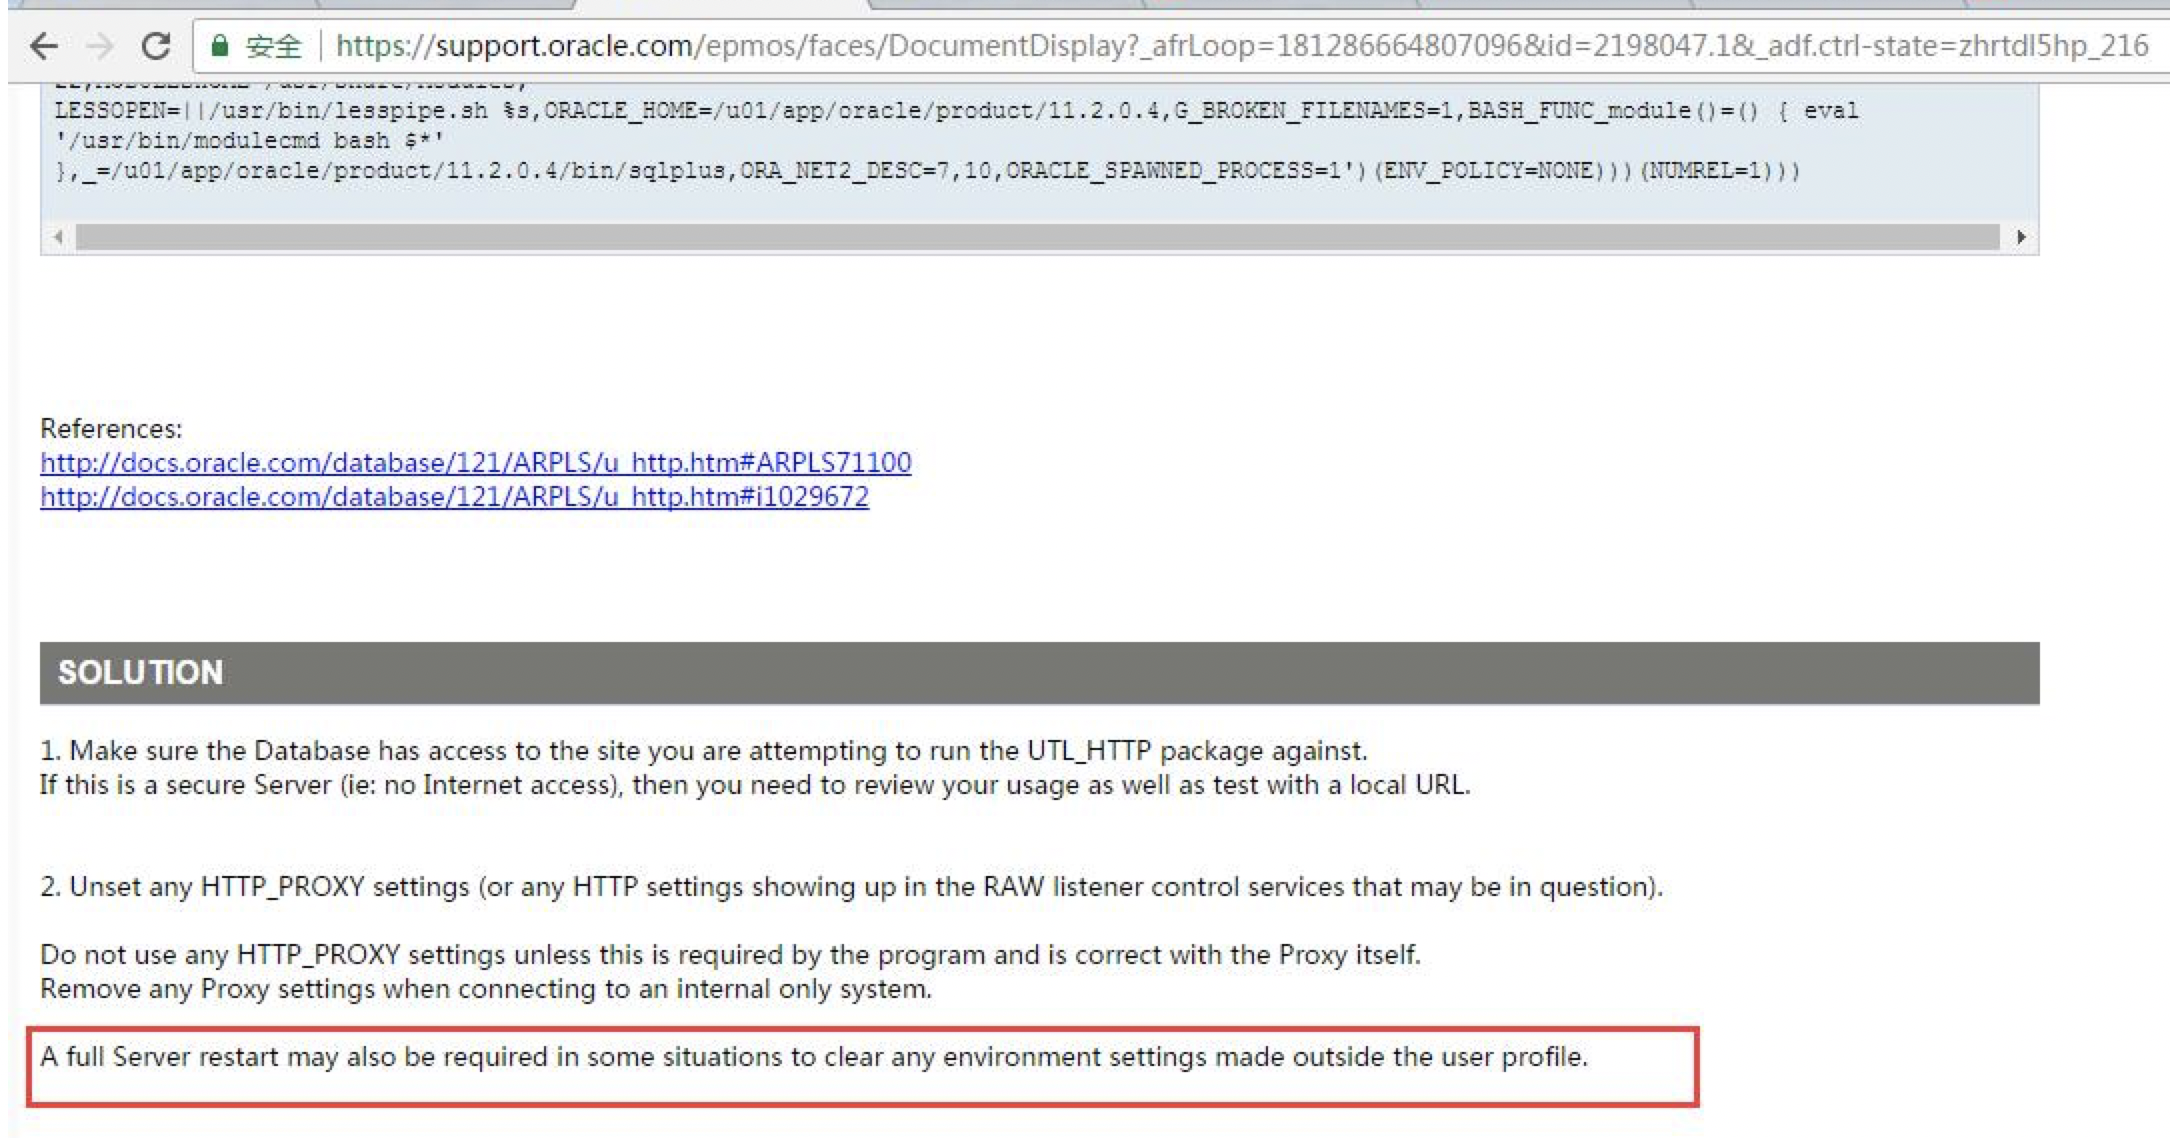 安全 https://support.oracle.com/epmos/faces/DocumentDisplay?_afrLoop=181286664807096&id=2198047.1&_adf.ctrl-state=zhrtdl5hp_216
LESSOPEN=||/usr/bin/lesspipe.sh %s,ORACLE_HOME=/u01/app/oracle/product/11.2.0.4,G_BROKEN_FILENAMES=1,BASH_FUNC_module()=() { eval
'/usr/bin/modulecmd bash $*'
},_=/u01/app/oracle/product/11.2.0.4/bin/sqlplus,ORA_NET2_DESC=7,10,ORACLE_SPAWNED_PROCESS=1')(ENV_POLICY=NONE)))(NUMREL=1)))
References:
http://docs.oracle.com/database/121/ARPLS/u_http.htm#ARPLS71100
http://docs.oracle.com/database/121/ARPLS/u_http.htm#i1029672
SOLUTION
1. Make sure the Database has access to the site you are attempting to run the UTL_HTTP package against.
If this is a secure Server (ie: no Internet access), then you need to review your usage as well as test with a local URL.
2. Unset any HTTP_PROXY settings (or any HTTP settings showing up in the RAW listener control services that may be in question).
Do not use any HTTP_PROXY settings unless this is required by the program and is correct with the Proxy itself.
Remove any Proxy settings when connecting to an internal only system.
A full Server restart may also be required in some situations to clear any environment settings made outside the user profile.